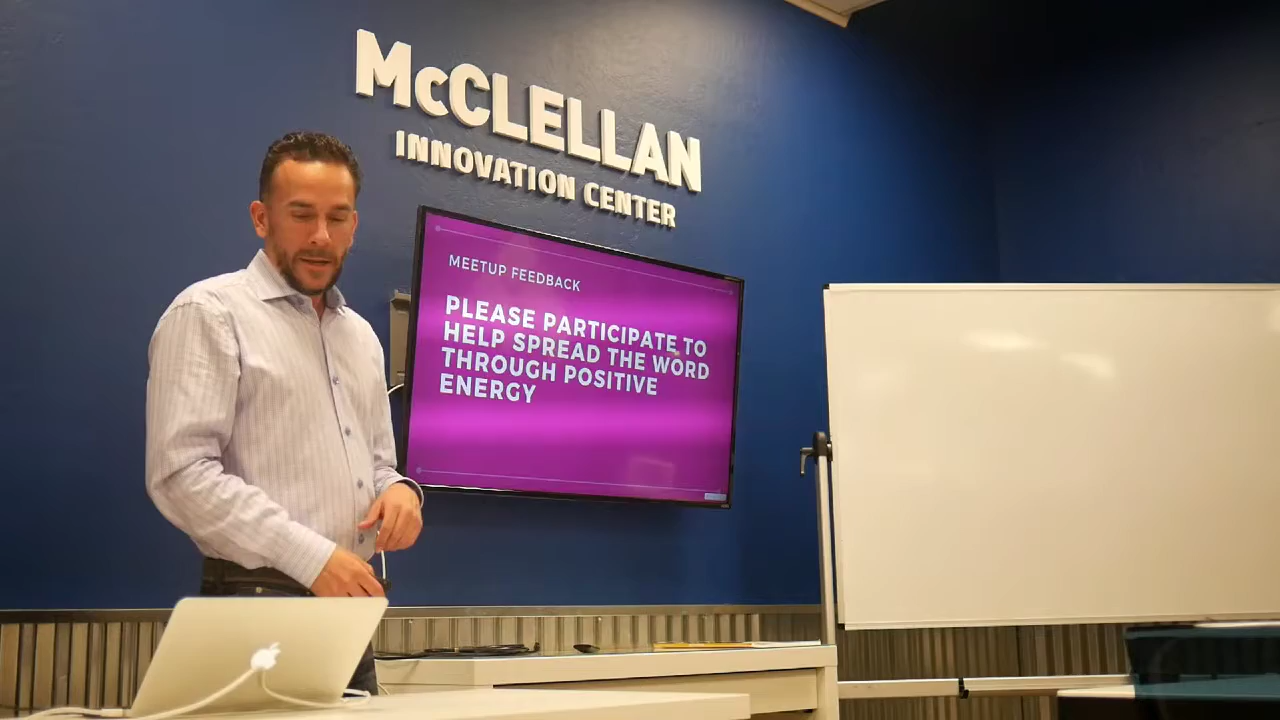 McCLELLAN
INNOVATION CENTER
MEETUP FEEDBACK
PLEASE PARTICIPATE TO
HELP SPREAD THE WORD
THROUGH POSITIVE
ENERGY